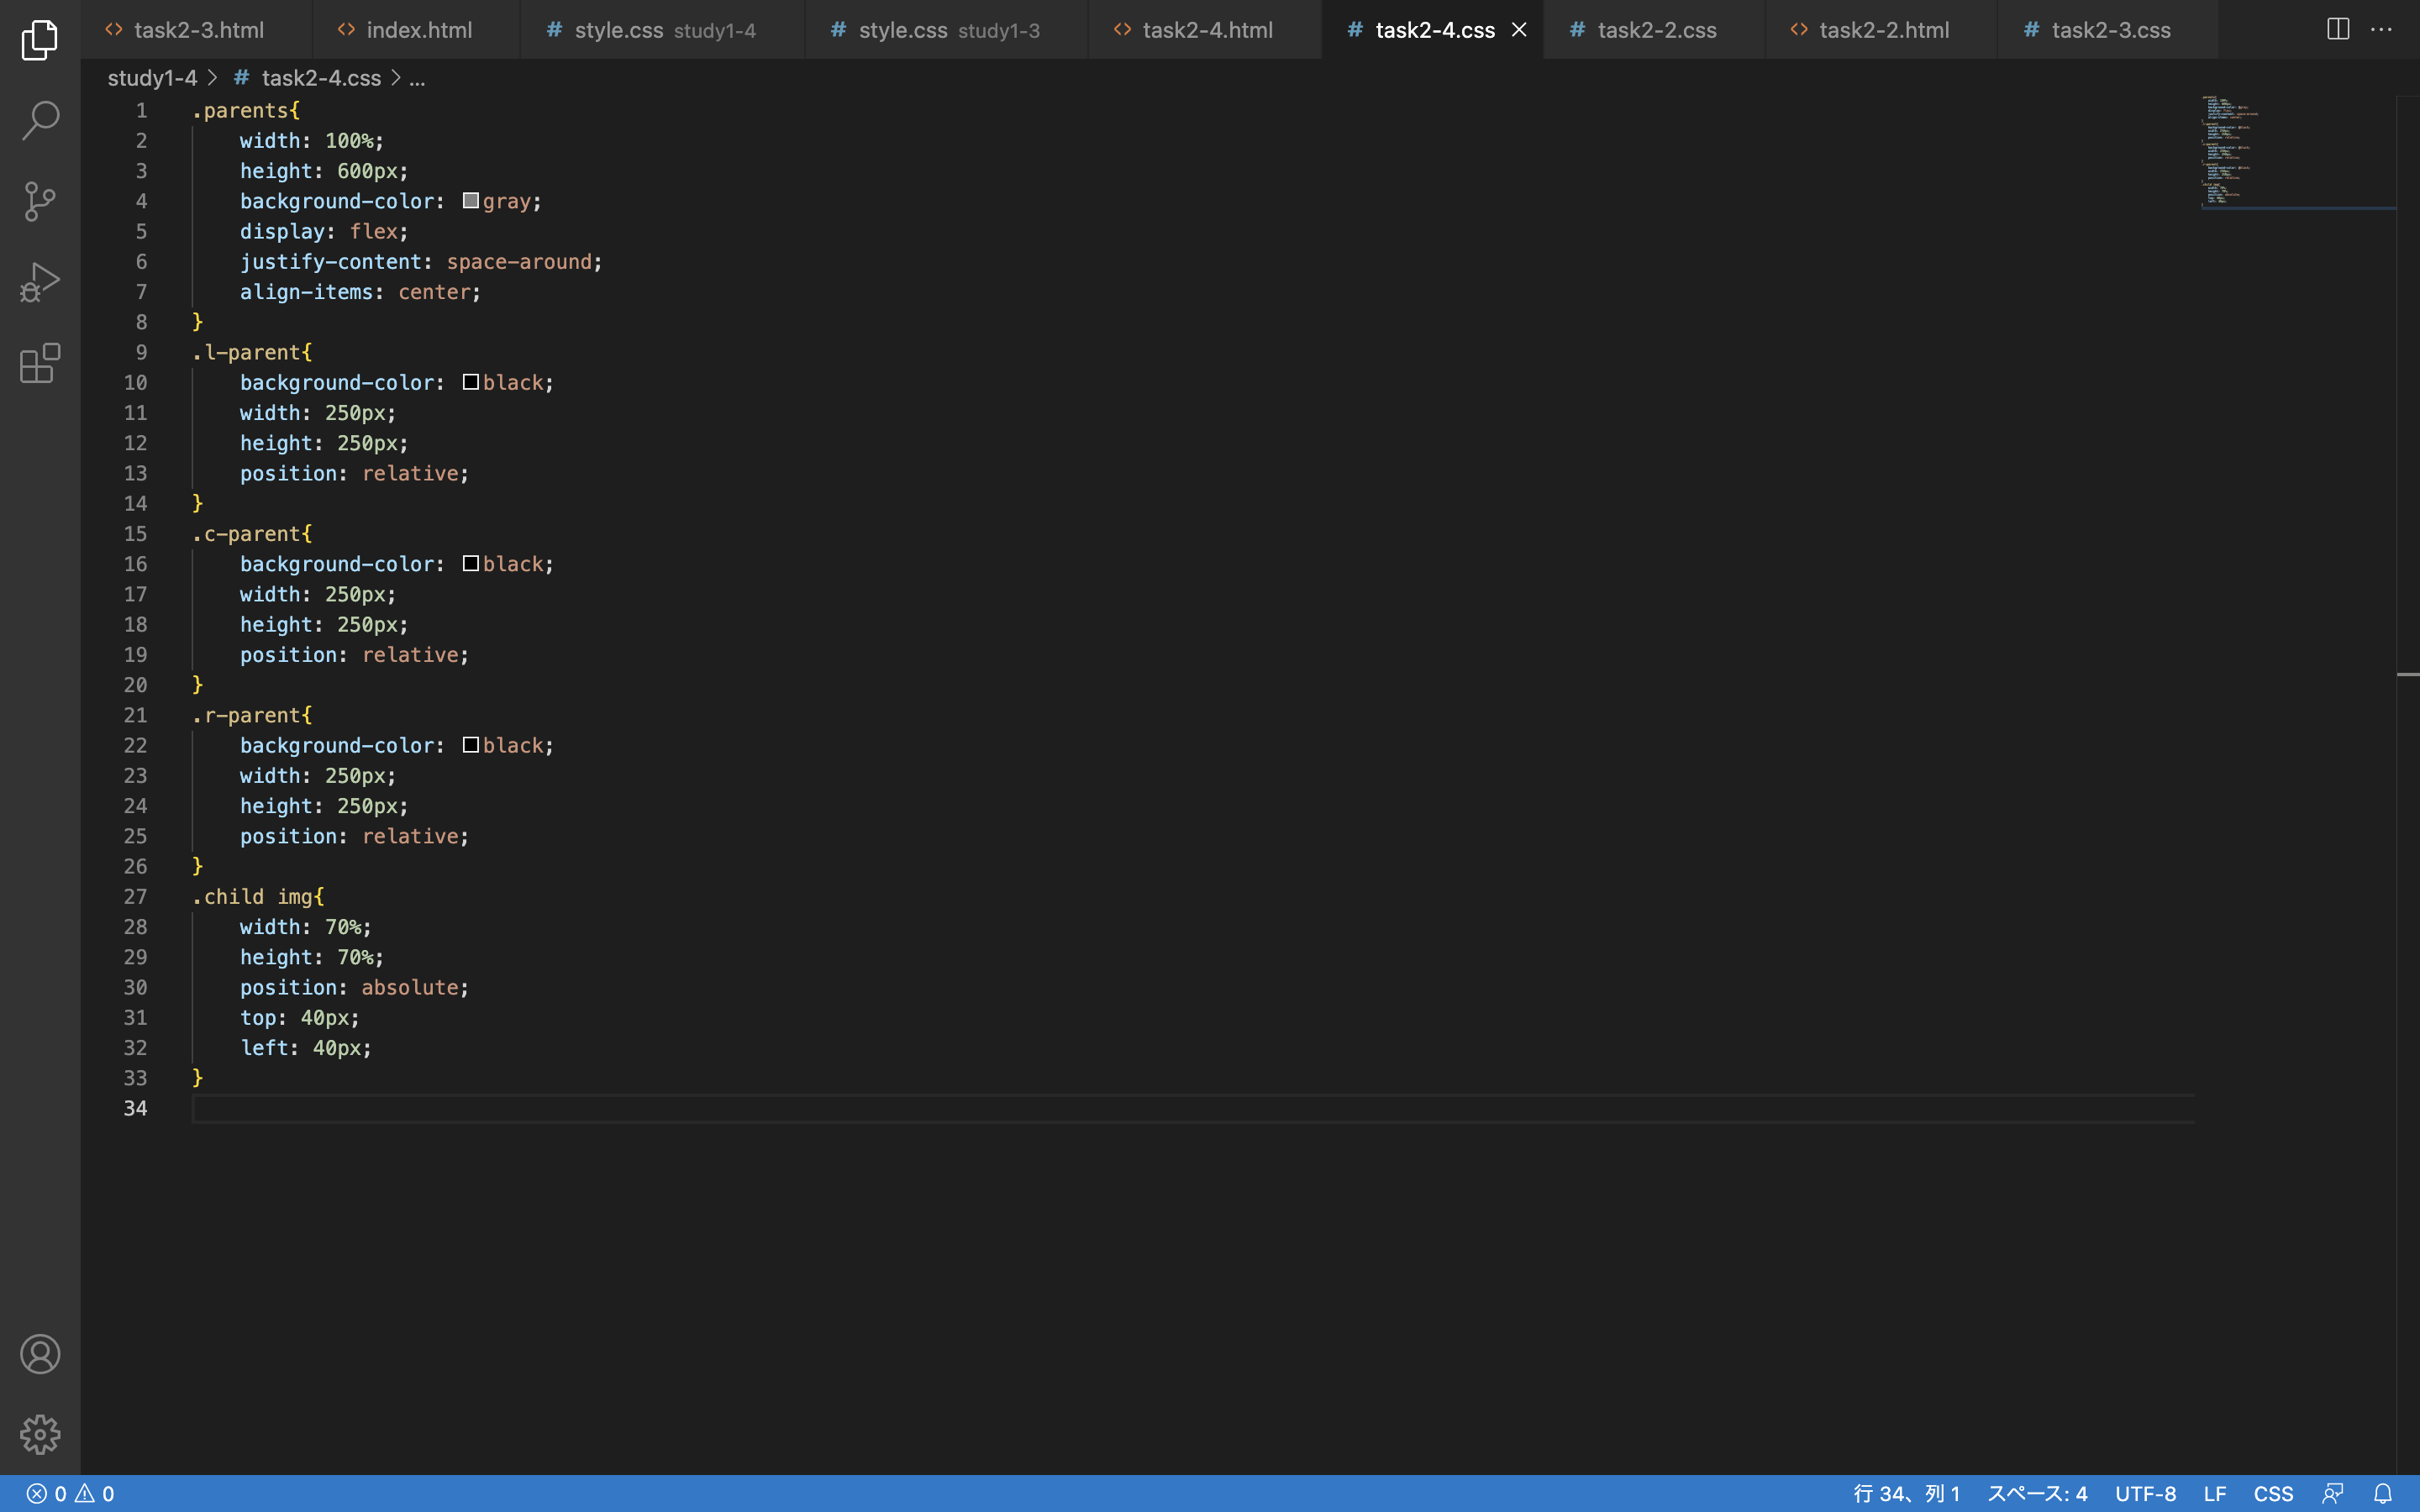 task2-3.html index.html style.css study1-4 style.css study1-3 task2-4.html task2-4.css task2-2.css task2-2.html task2-3.css
study1-4 > # task2-4.css > ...
1 .parents{
2 width: 100%;
3 height: 600px;
4 background-color: gray;
5 display: flex;
6 justify-content: space-around;
7 align-items: center;
8 }
9 .l-parent{
10 background-color: black;
11 width: 250px;
12 height: 250px;
13 position: relative;
14 }
15 .c-parent{
16 background-color: black;
17 width: 250px;
18 height: 250px;
19 position: relative;
20 }
21 .r-parent{
22 background-color: black;
23 width: 250px;
24 height: 250px;
25 position: relative;
26 }
27 .child img{
28 width: 70%;
29 height: 70%;
30 position: absolute;
31 top: 40px;
32 left: 40px;
33 }
34
0 0 行 34、列 1 スペース: 4 UTF-8 LF CSS